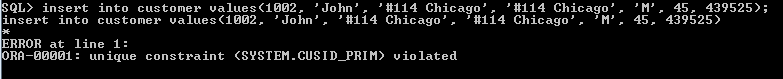 SQL> insert into customer values(1002, 'John', '#114 Chicago', '#114 Chicago', 'M', 45, 439525);
insert into customer values(1002, 'John', '#114 Chicago', '#114 Chicago', 'M', 45, 439525)
*
ERROR at line 1:
ORA-00001: unique constraint (SYSTEM.CUSID_PRIM) violated